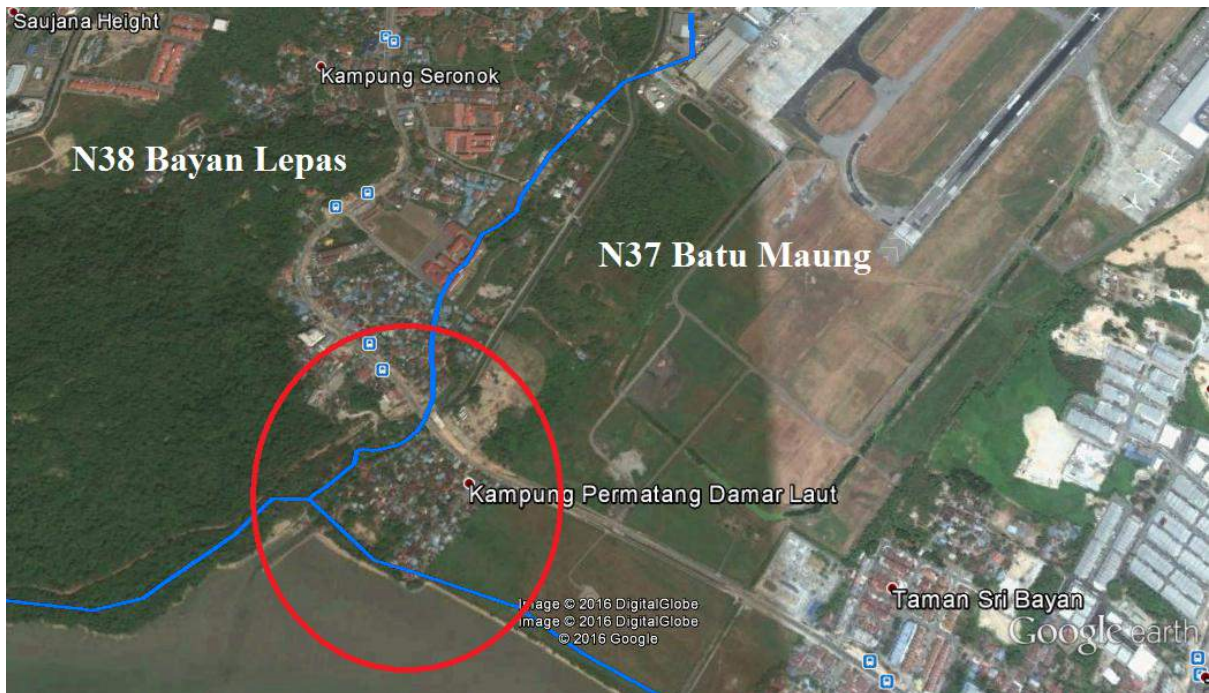 Saujana Height
Kampung Seronok
N38 Bayan Lepas
N37 Batu Maung
Kampung Permatang Damar Laut
Taman Sri Bayan
Image © 2016 DigitalGlobe
Image © 2016 DigitalGlobe
© 2016 Google
Google earth